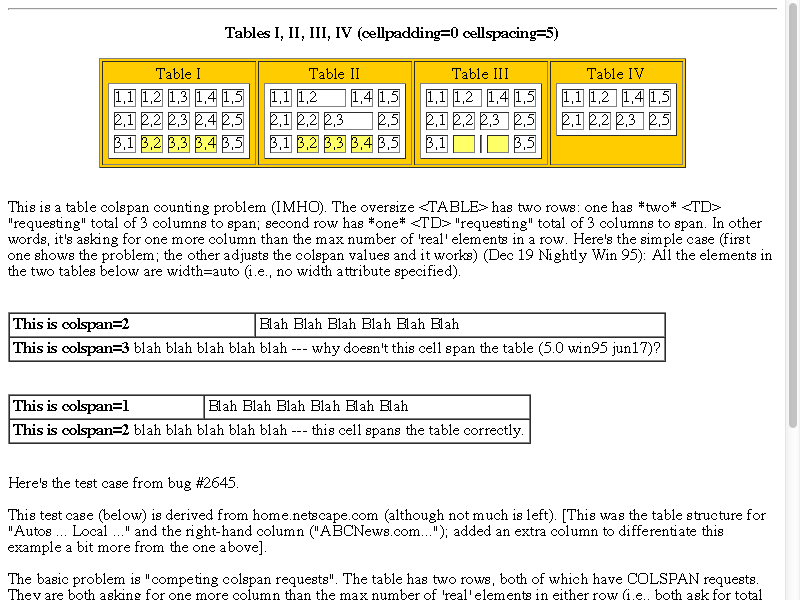 Tables I, II, III, IV (cellpadding=0 cellspacing=5)
Table I Table II Table III Table IV
1,1 1,2 1,3 1,4 1,5 1,1 1,2 1,4 1,5 1,1 1,2 1,4 1,5 1,1 1,2 1,4 1,5
2,1 2,2 2,3 2,4 2,5 2,1 2,2 2,3 2,5 2,1 2,2 2,3 2,5 2,1 2,2 2,3 2,5
3,1 3,2 3,3 3,4 3,5 3,1 3,2 3,3 3,4 3,5 3,1 3,5
This is a table colspan counting problem (IMHO). The oversize <TABLE> has two rows: one has *two* <TD>
"requesting" total of 3 columns to span; second row has *one* <TD> "requesting" total of 3 columns to span. In other
words, it's asking for one more column than the max number of 'real' elements in a row. Here's the simple case (first
one shows the problem; the other adjusts the colspan values and it works) (Dec 19 Nightly Win 95): All the elements in
the two tables below are width=auto (i.e., no width attribute specified).
This is colspan=2 Blah Blah Blah Blah Blah Blah
This is colspan=3 blah blah blah blah blah --- why doesn't this cell span the table (5.0 win95 jun17)?
This is colspan=1 Blah Blah Blah Blah Blah Blah
This is colspan=2 blah blah blah blah blah --- this cell spans the table correctly.
Here's the test case from bug #2645.
This test case (below) is derived from home.netscape.com (although not much is left). [This was the table structure for
"Autos ... Local ..." and the right-hand column ("ABCNews.com..."); added an extra column to differentiate this
example a bit more from the one above].
The basic problem is "competing colspan requests". The table has two rows, both of which have COLSPAN requests.
They are both asking for one more column than the max number of 'real' elements in either row (i.e., both ask for total